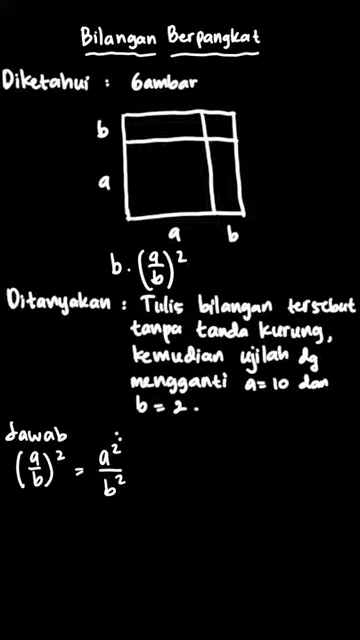 Bilangan Berpangkat
Diketahui : Gambar
b
a
a b
b. (a/b)²
Ditanyakan : Tulis bilangan tersebut
tanpa tanda kurung,
kemudian ujilah dg
mengganti a=10 dan
b=2.
Jawab :
(a/b)² = a²/b²